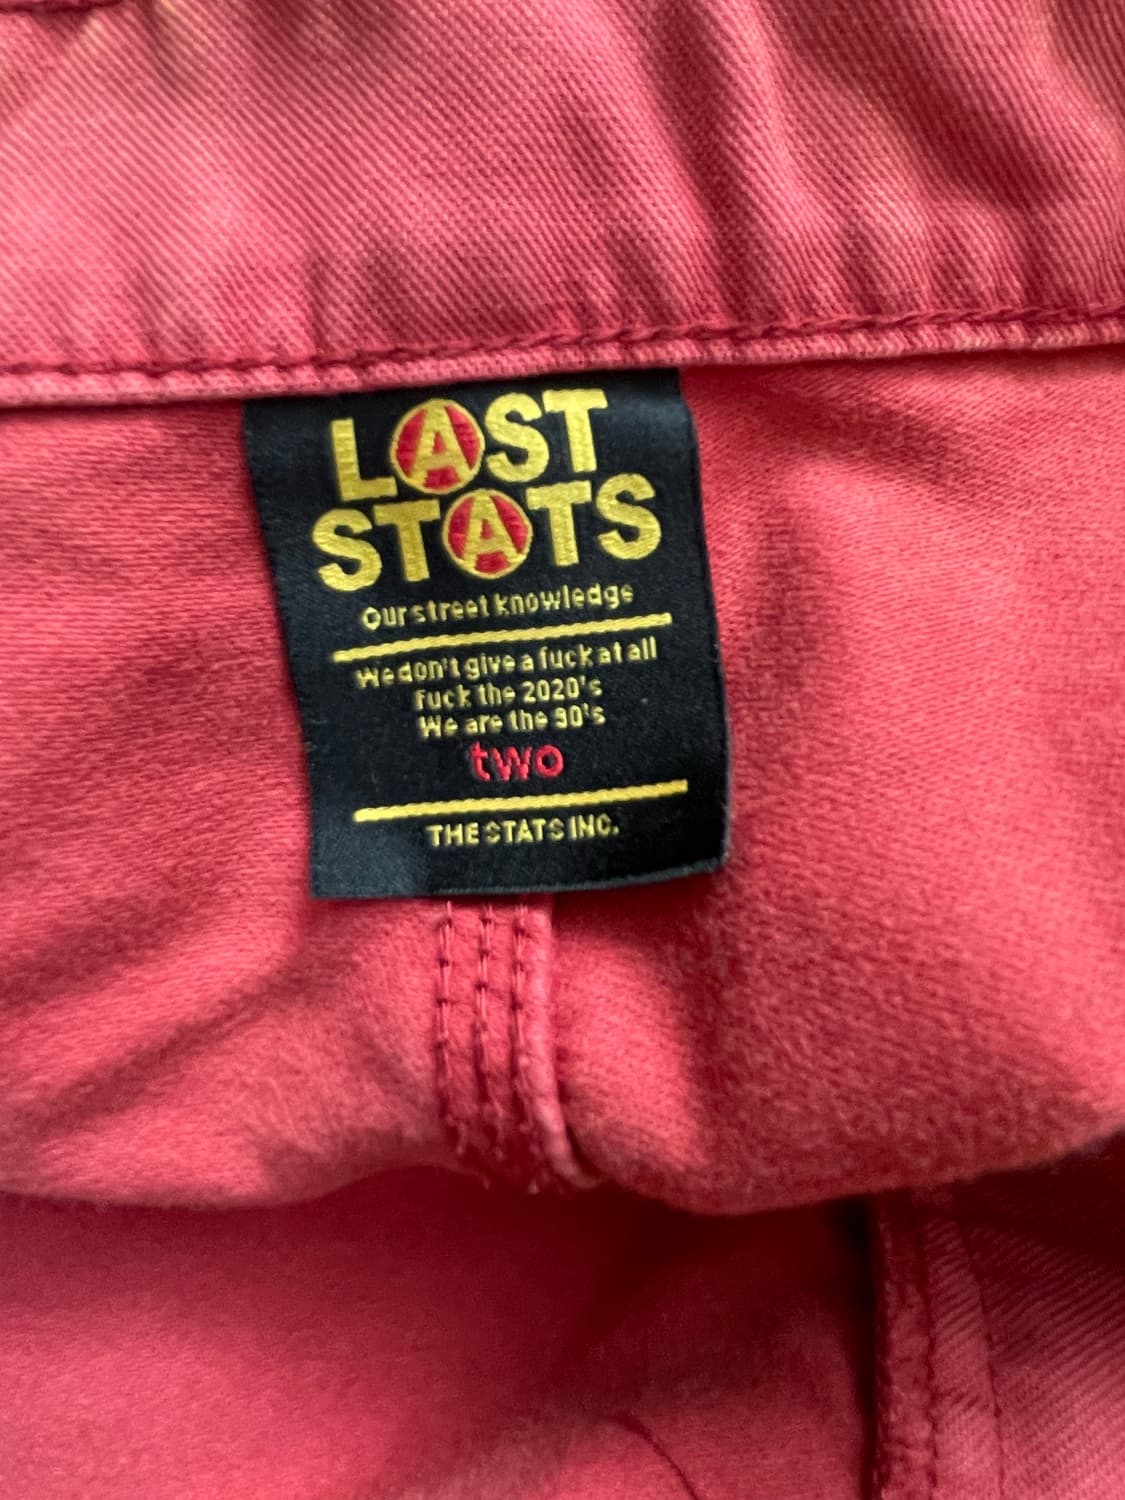 LAST
STATS
Our street knowledge
We don't give a fuck at all
Fuck the 2020's
We are the 90's
two
THE STATS INC.